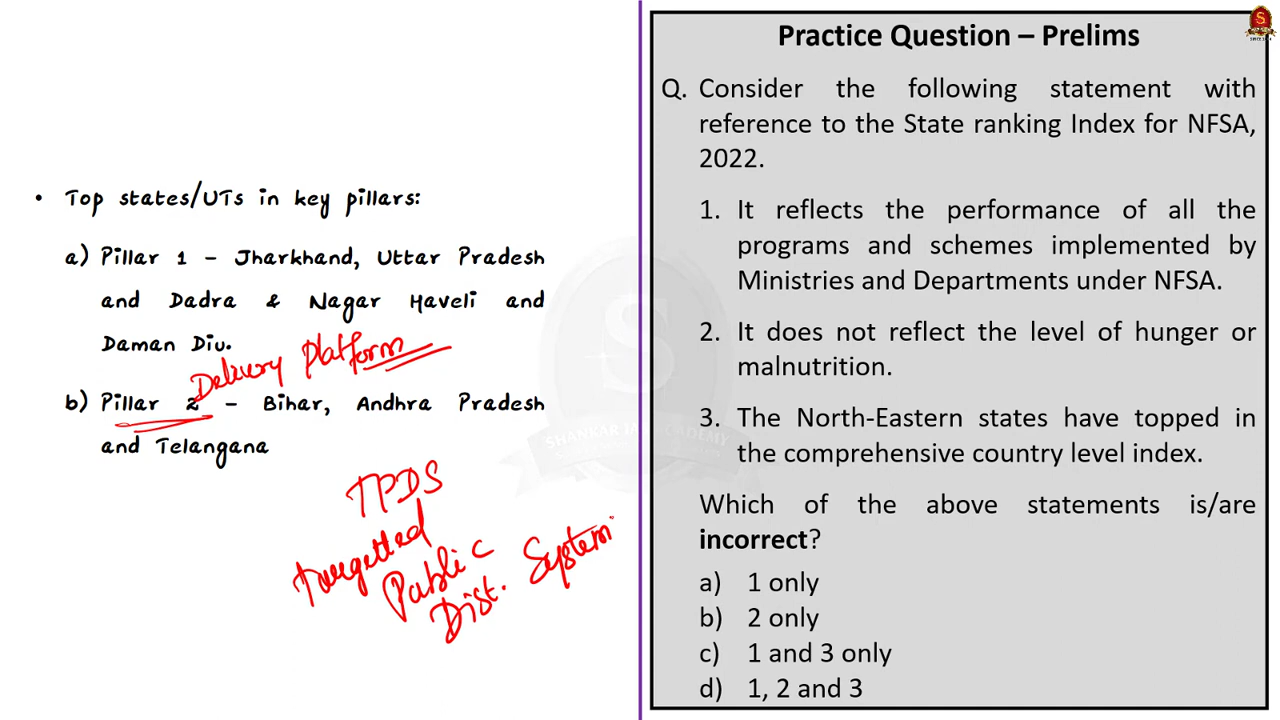 • Top states/UTs in key pillars:
a) Pillar 1 – Jharkhand, Uttar Pradesh
and Dadra & Nagar Haveli and
Daman Diu.
Delivery Platform
b) Pillar 2 – Bihar, Andhra Pradesh
and Telangana
TPDS
Targetted
Public
Dist. System
Practice Question – Prelims
Q. Consider the following statement with
reference to the State ranking Index for NFSA,
2022.
1. It reflects the performance of all the
programs and schemes implemented by
Ministries and Departments under NFSA.
2. It does not reflect the level of hunger or
malnutrition.
3. The North-Eastern states have topped in
the comprehensive country level index.
Which of the above statements is/are
incorrect?
a) 1 only
b) 2 only
c) 1 and 3 only
d) 1, 2 and 3
SHANKAR IAS ACADEMY